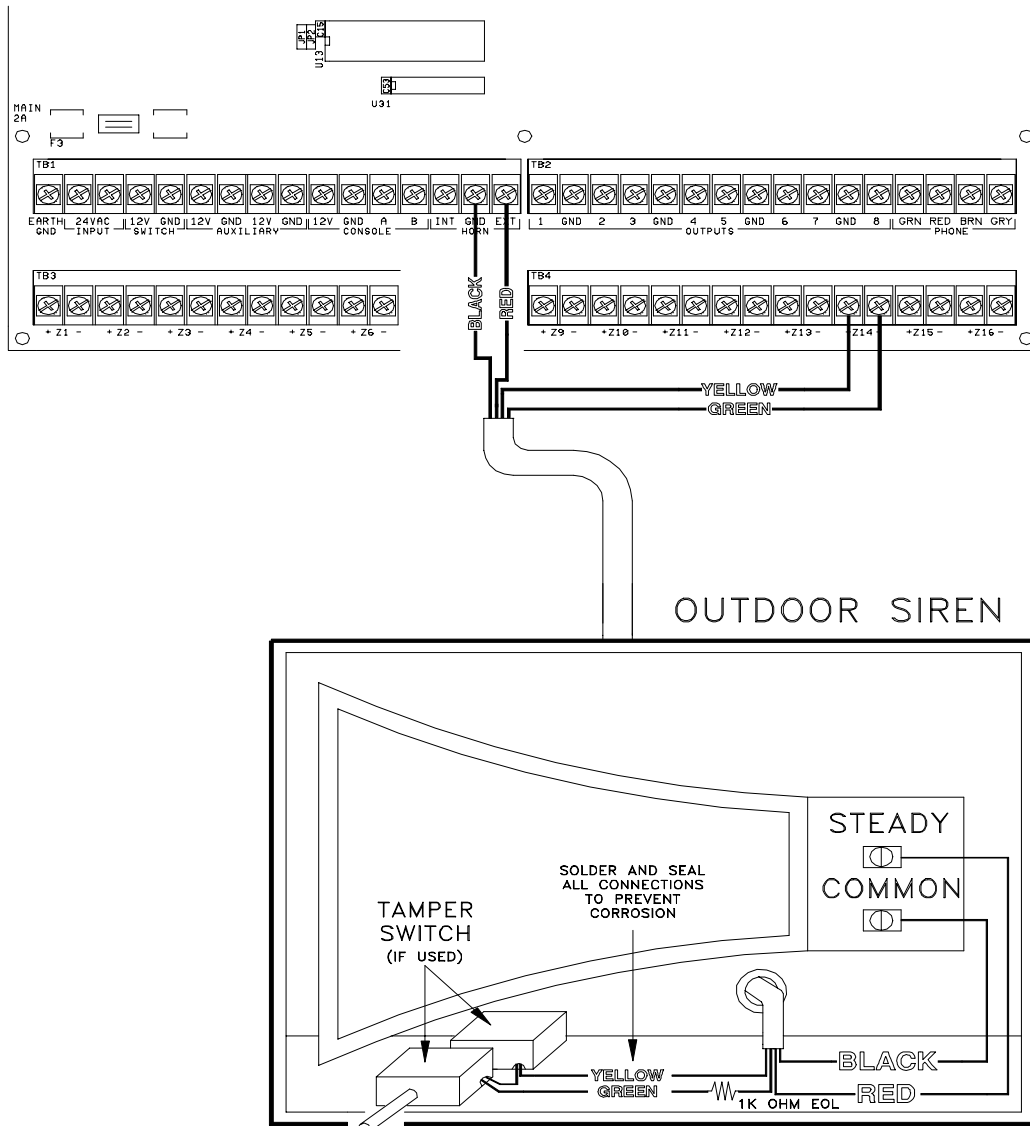 JP1
JP2
C15
U13
C53
U31
MAIN
2A
F3
TB1
TB2
EARTH GND
24VAC INPUT
12V GND SWITCH
12V GND 12V GND AUXILIARY
12V GND A B CONSOLE
INT GND EXT HORN
1 GND 2 3 GND 4 5 GND 6 7 GND 8
OUTPUTS
GRN RED BRN GRY
PHONE
TB3
TB4
+ Z1 - + Z2 - + Z3 - + Z4 - + Z5 - + Z6 -
+ Z9 - +Z10 - +Z11 - +Z12 - +Z13 - +Z14 - +Z15 - +Z16 -
BLACK
RED
YELLOW
GREEN
OUTDOOR SIREN
STEADY
COMMON
SOLDER AND SEAL
ALL CONNECTIONS
TO PREVENT
CORROSION
TAMPER
SWITCH
(IF USED)
YELLOW
GREEN
1K OHM EOL
BLACK
RED